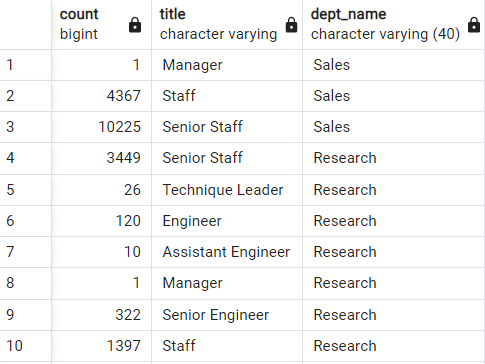 count title dept_name
bigint character varying character varying (40)
1 1 Manager Sales
2 4367 Staff Sales
3 10225 Senior Staff Sales
4 3449 Senior Staff Research
5 26 Technique Leader Research
6 120 Engineer Research
7 10 Assistant Engineer Research
8 1 Manager Research
9 322 Senior Engineer Research
10 1397 Staff Research